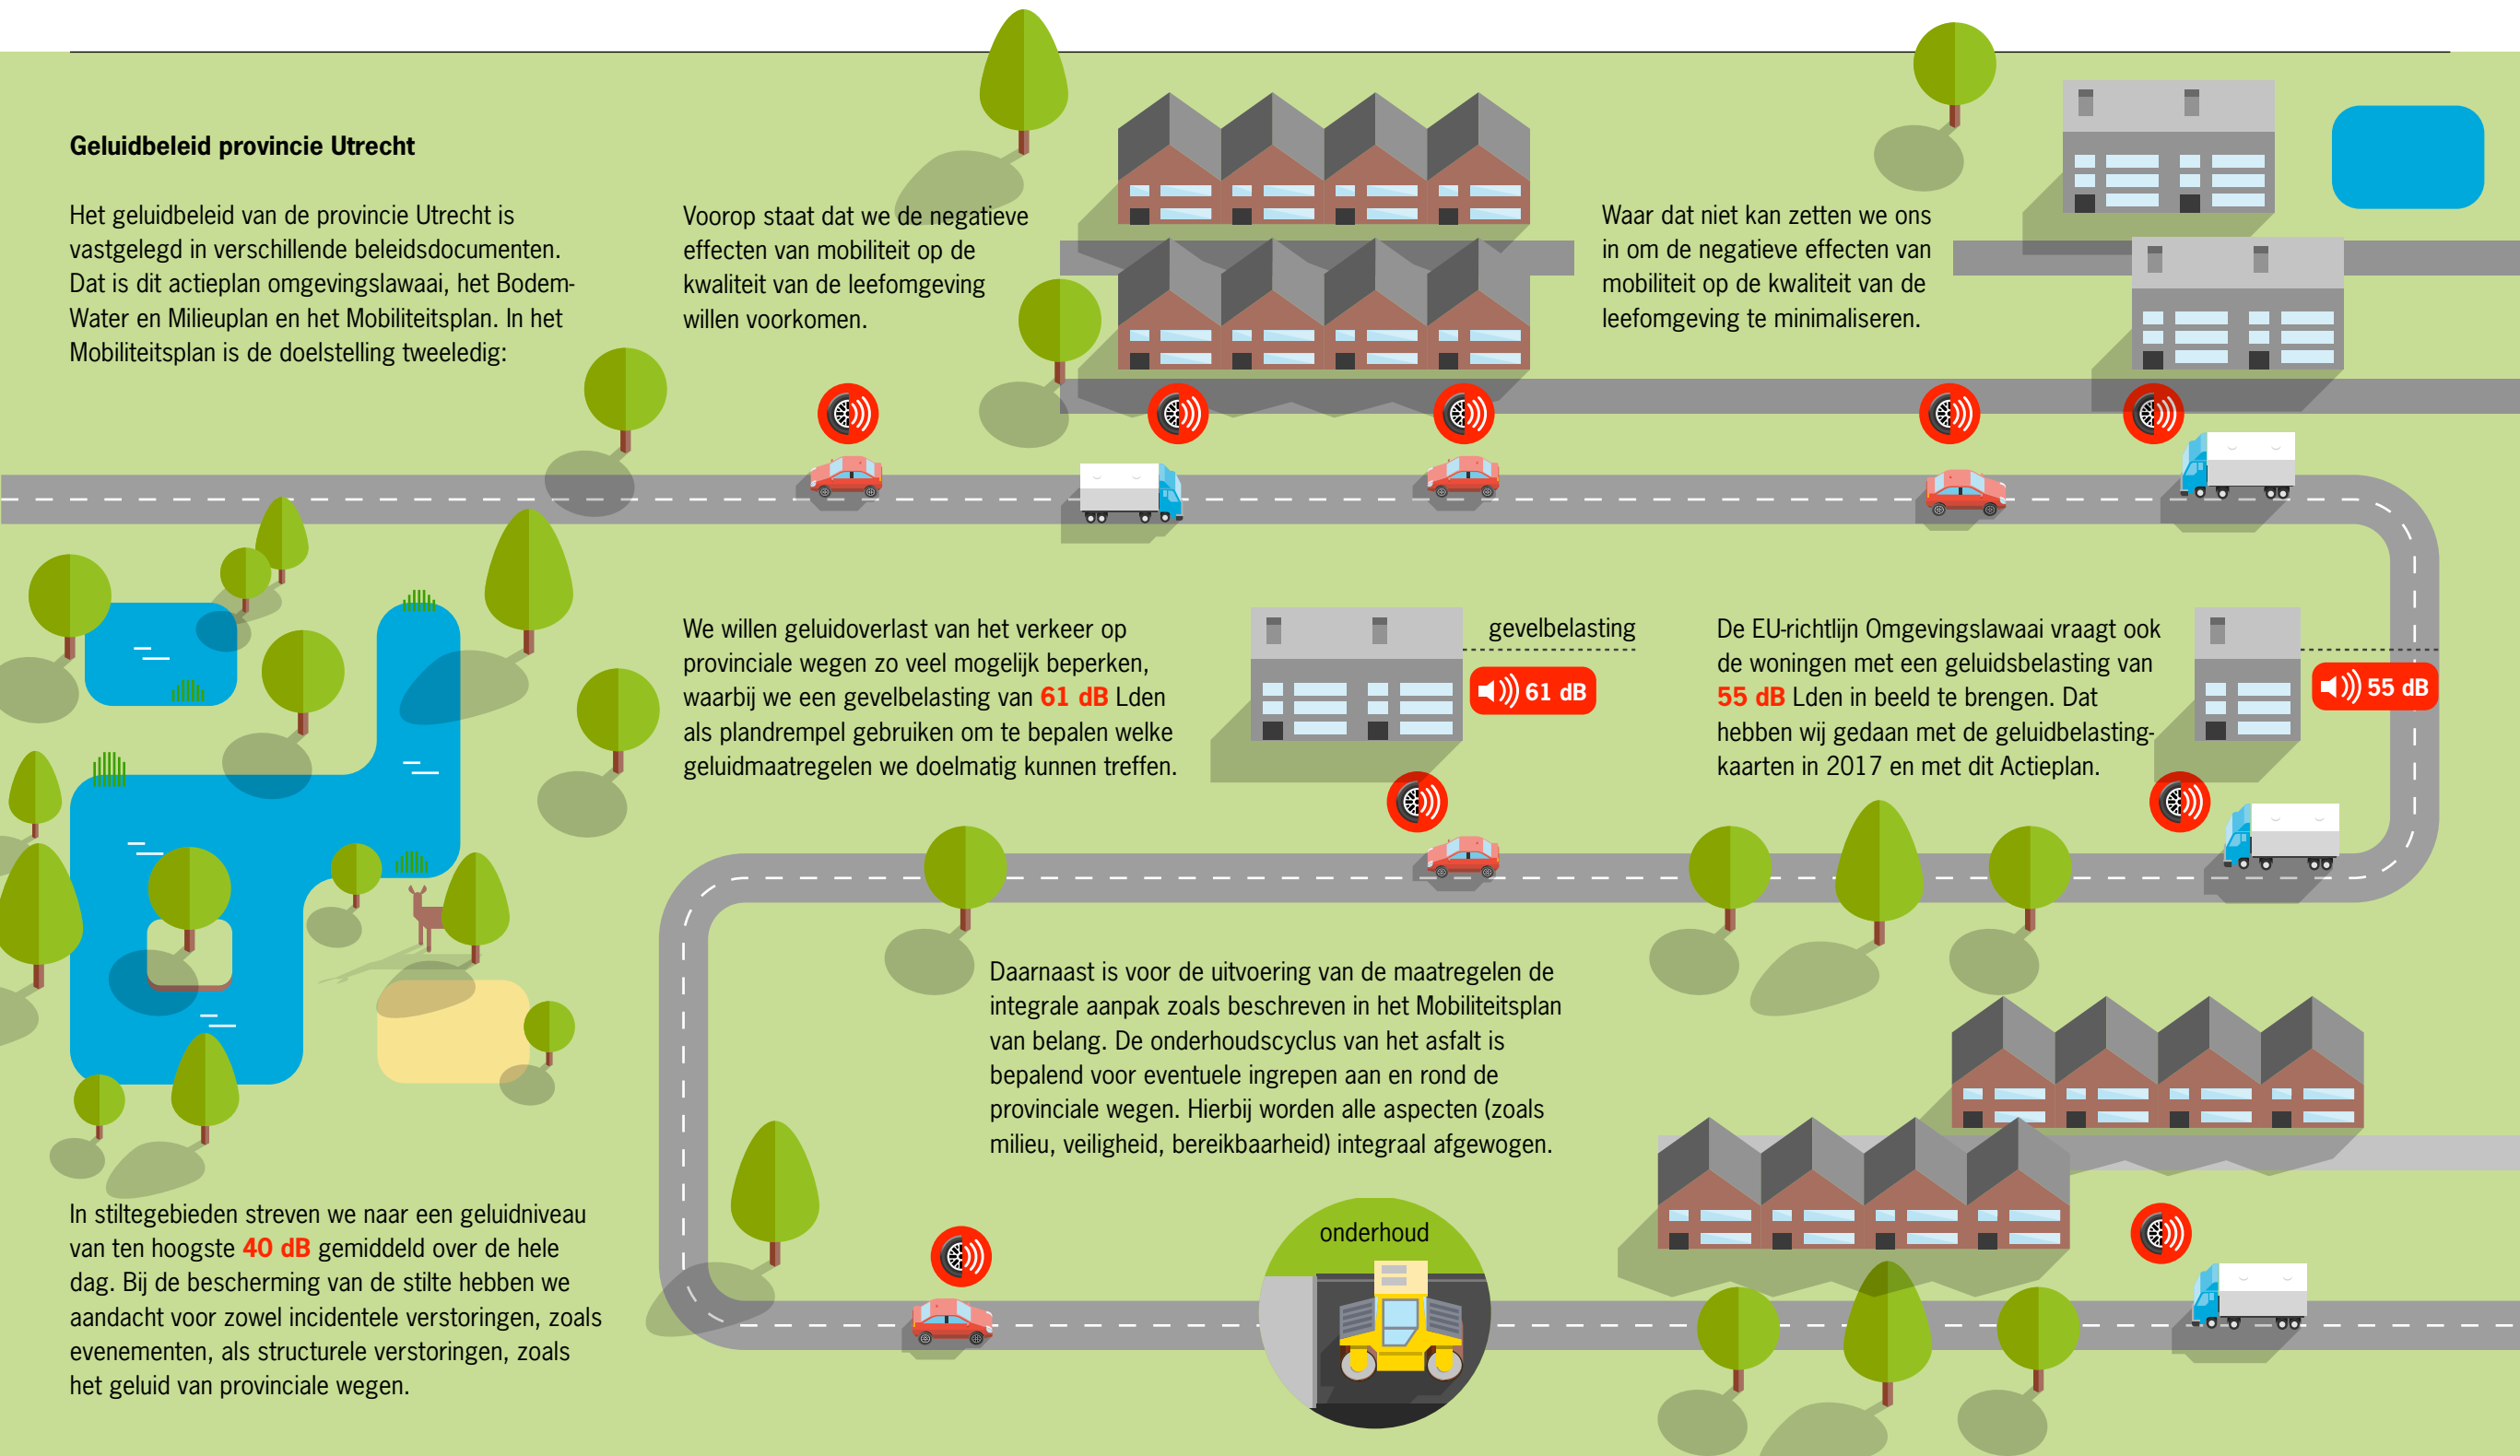 Geluidbeleid provincie Utrecht
Het geluidbeleid van de provincie Utrecht is
vastgelegd in verschillende beleidsdocumenten.
Dat is dit actieplan omgevingslawaai, het Bodem-
Water en Milieuplan en het Mobiliteitsplan. In het
Mobiliteitsplan is de doelstelling tweeledig:
Voorop staat dat we de negatieve
effecten van mobiliteit op de
kwaliteit van de leefomgeving
willen voorkomen.
Waar dat niet kan zetten we ons
in om de negatieve effecten van
mobiliteit op de kwaliteit van de
leefomgeving te minimaliseren.
We willen geluidoverlast van het verkeer op
provinciale wegen zo veel mogelijk beperken,
waarbij we een gevelbelasting van 61 dB Lden
als plandrempel gebruiken om te bepalen welke
geluidmaatregelen we doelmatig kunnen treffen.
gevelbelasting
61 dB
De EU-richtlijn Omgevingslawaai vraagt ook
de woningen met een geluidsbelasting van
55 dB Lden in beeld te brengen. Dat
hebben wij gedaan met de geluidbelasting-
kaarten in 2017 en met dit Actieplan.
55 dB
Daarnaast is voor de uitvoering van de maatregelen de
integrale aanpak zoals beschreven in het Mobiliteitsplan
van belang. De onderhoudscyclus van het asfalt is
bepalend voor eventuele ingrepen aan en rond de
provinciale wegen. Hierbij worden alle aspecten (zoals
milieu, veiligheid, bereikbaarheid) integraal afgewogen.
onderhoud
In stiltegebieden streven we naar een geluidniveau
van ten hoogste 40 dB gemiddeld over de hele
dag. Bij de bescherming van de stilte hebben we
aandacht voor zowel incidentele verstoringen, zoals
evenementen, als structurele verstoringen, zoals
het geluid van provinciale wegen.